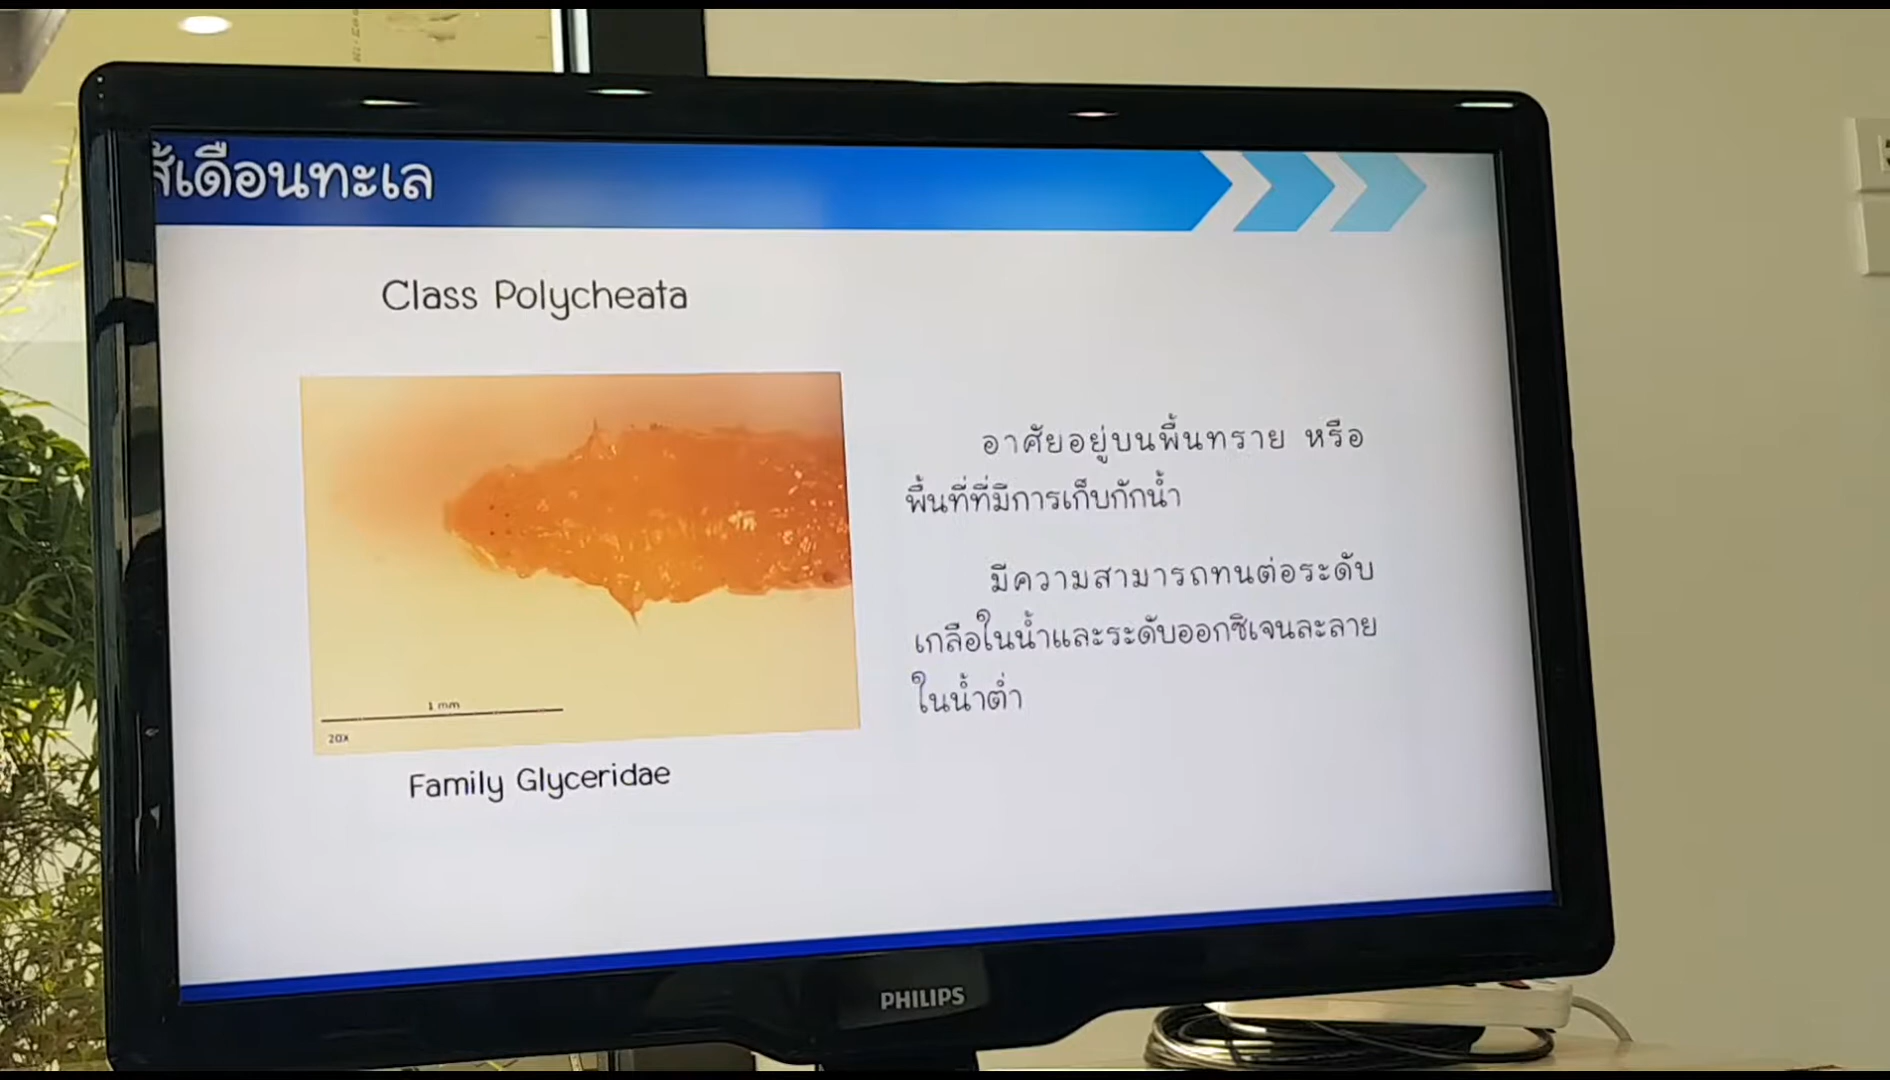 ส้เดือนทะเล
Class Polycheata
อาศัยอยู่บนพื้นทราย หรือ
พื้นที่ที่มีการเก็บกักน้ำ
มีความสามารถทนต่อระดับ
เกลือในน้ำและระดับออกซิเจนละลาย
ในน้ำต่ำ
1 mm
20x
Family Glyceridae
PHILIPS